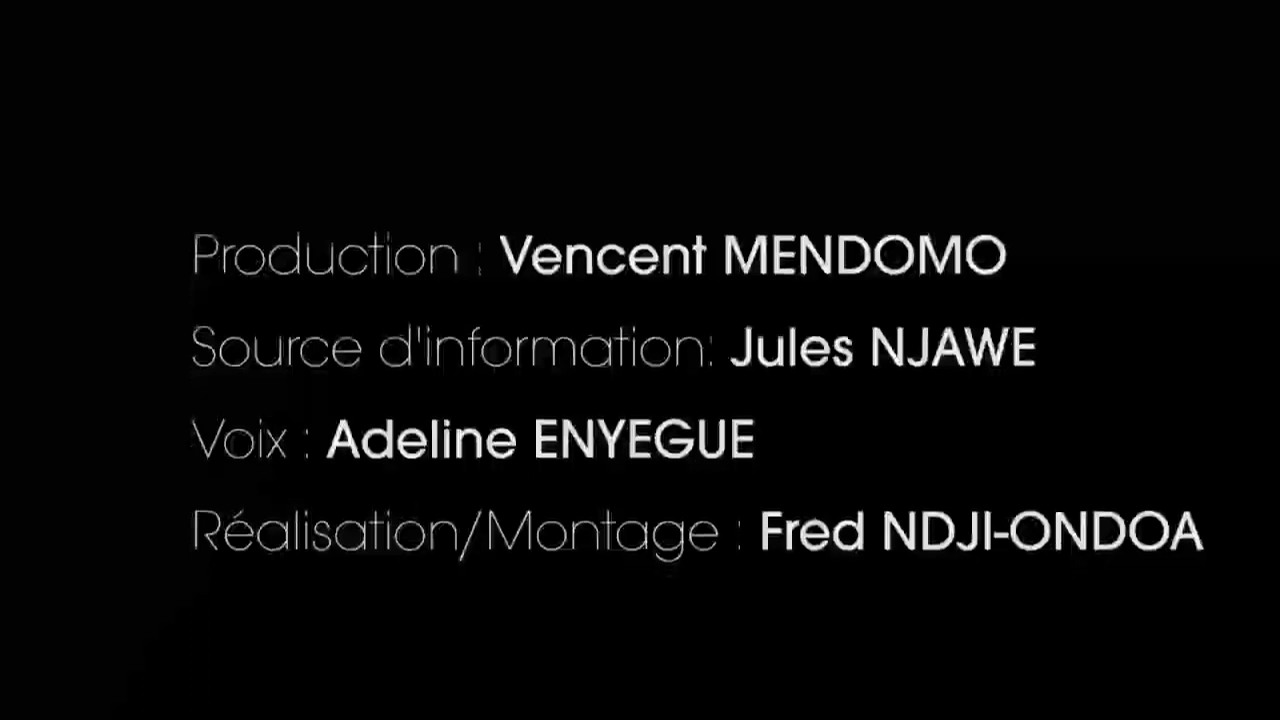 Production : Vencent MENDOMO
Source d'information: Jules NJAWE
Voix : Adeline ENYEGUE
Réalisation/Montage : Fred NDJI-ONDOA